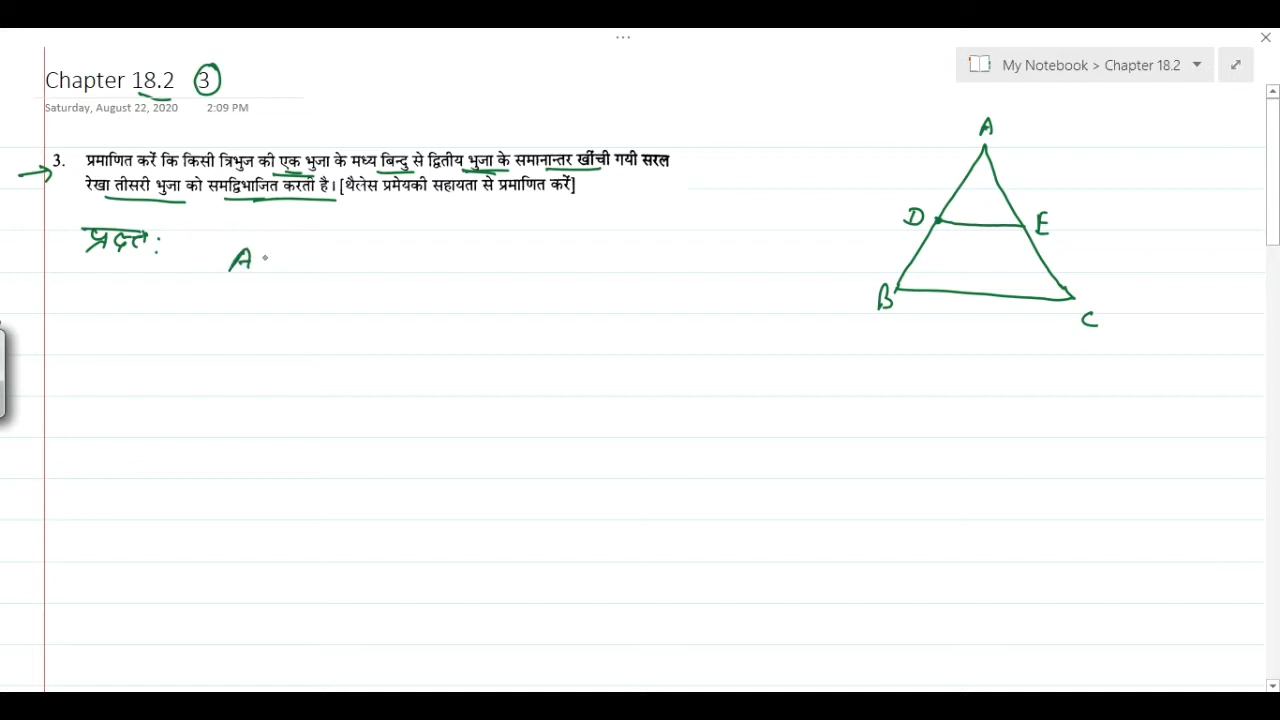 Chapter 18.2 3
Saturday, August 22, 2020 2:09 PM
My Notebook > Chapter 18.2
3. प्रमाणित करें कि किसी त्रिभुज की एक भुजा के मध्य बिन्दु से द्वितीय भुजा के समानान्तर खींची गयी सरल
रेखा तीसरी भुजा को समद्विभाजित करती है। [थैलेस प्रमेयकी सहायता से प्रमाणित करें]
प्रदत्त:
A
A
D E
B C